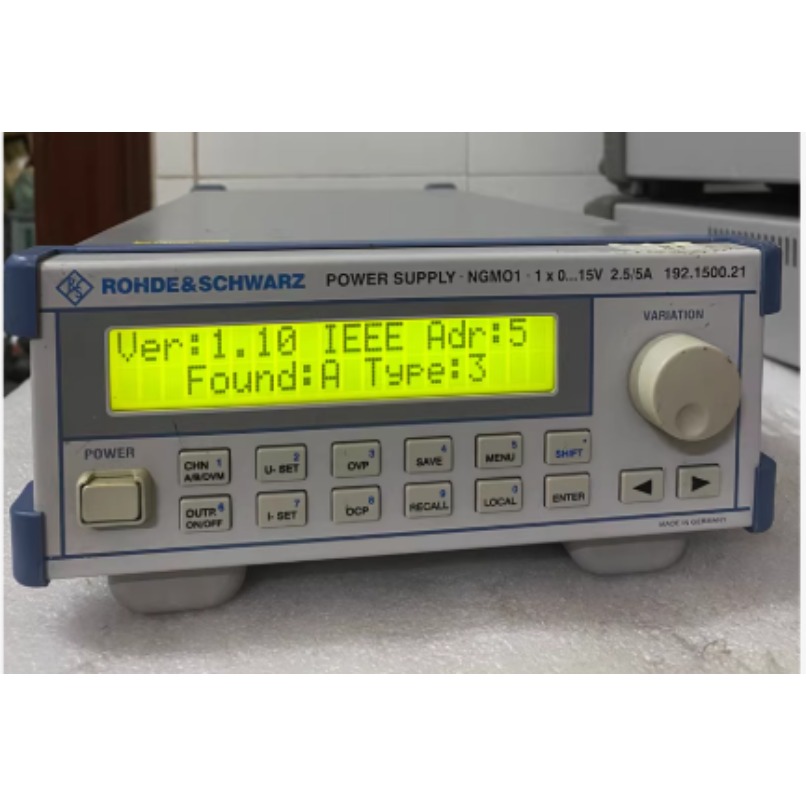 ROHDE&SCHWARZ POWER SUPPLY · NGMO1 · 1 x 0...15V 2.5/5A 192.1500.21
Ver:1.10 IEEE Adr:5
Found:A Type:3
VARIATION
POWER
CHN 1
A/B/DVM
U- SET 2
OVP 3
SAVE 4
MENU 5
SHIFT
OUTP. 6
ON/OFF
I- SET 7
OCP 8
RECALL 9
LOCAL 0
ENTER
MADE IN GERMANY